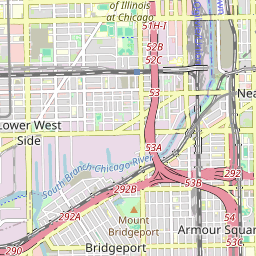 of Illinois
at Chicago
51H-I
52B
52C
53
Nea
Lower West
Side
53A
South Branch Chicago River
292
292B
53B
292A
54
Mount
Bridgeport
Armour Squar
290
Bridgeport
53C